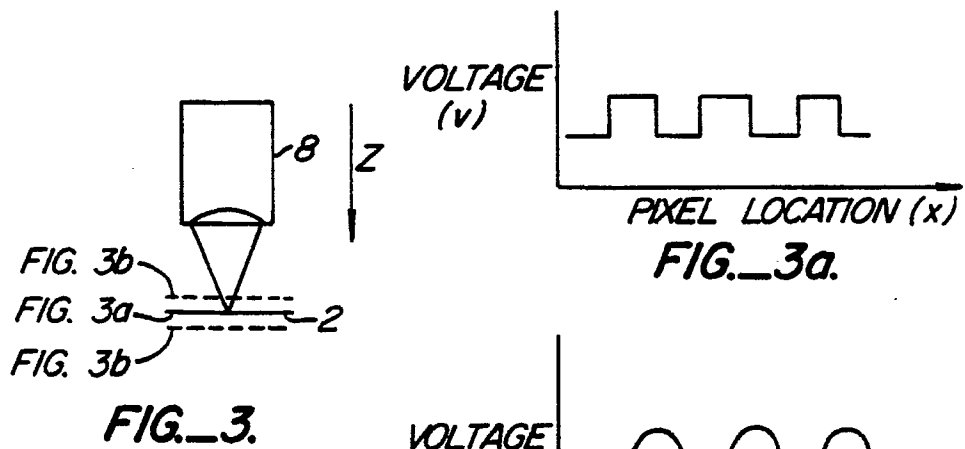 VOLTAGE
(v)
8
Z
PIXEL LOCATION (x)
FIG._3a.
FIG. 3b
FIG. 3a
2
FIG. 3b
FIG._3.
VOLTAGE